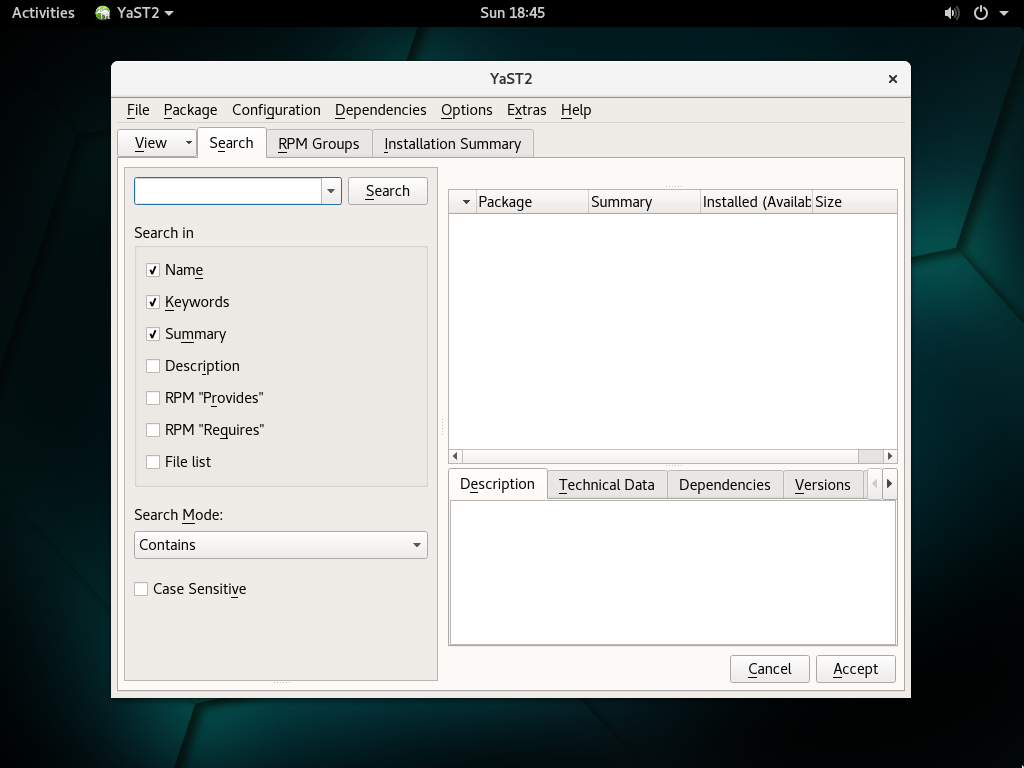 Activities YaST2 Sun 18:45
YaST2
File Package Configuration Dependencies Options Extras Help
View Search RPM Groups Installation Summary
Search
Package Summary Installed (Availab Size
Search in
Name
Keywords
Summary
Description
RPM "Provides"
RPM "Requires"
File list
Description Technical Data Dependencies Versions
Search Mode:
Contains
Case Sensitive
Cancel Accept